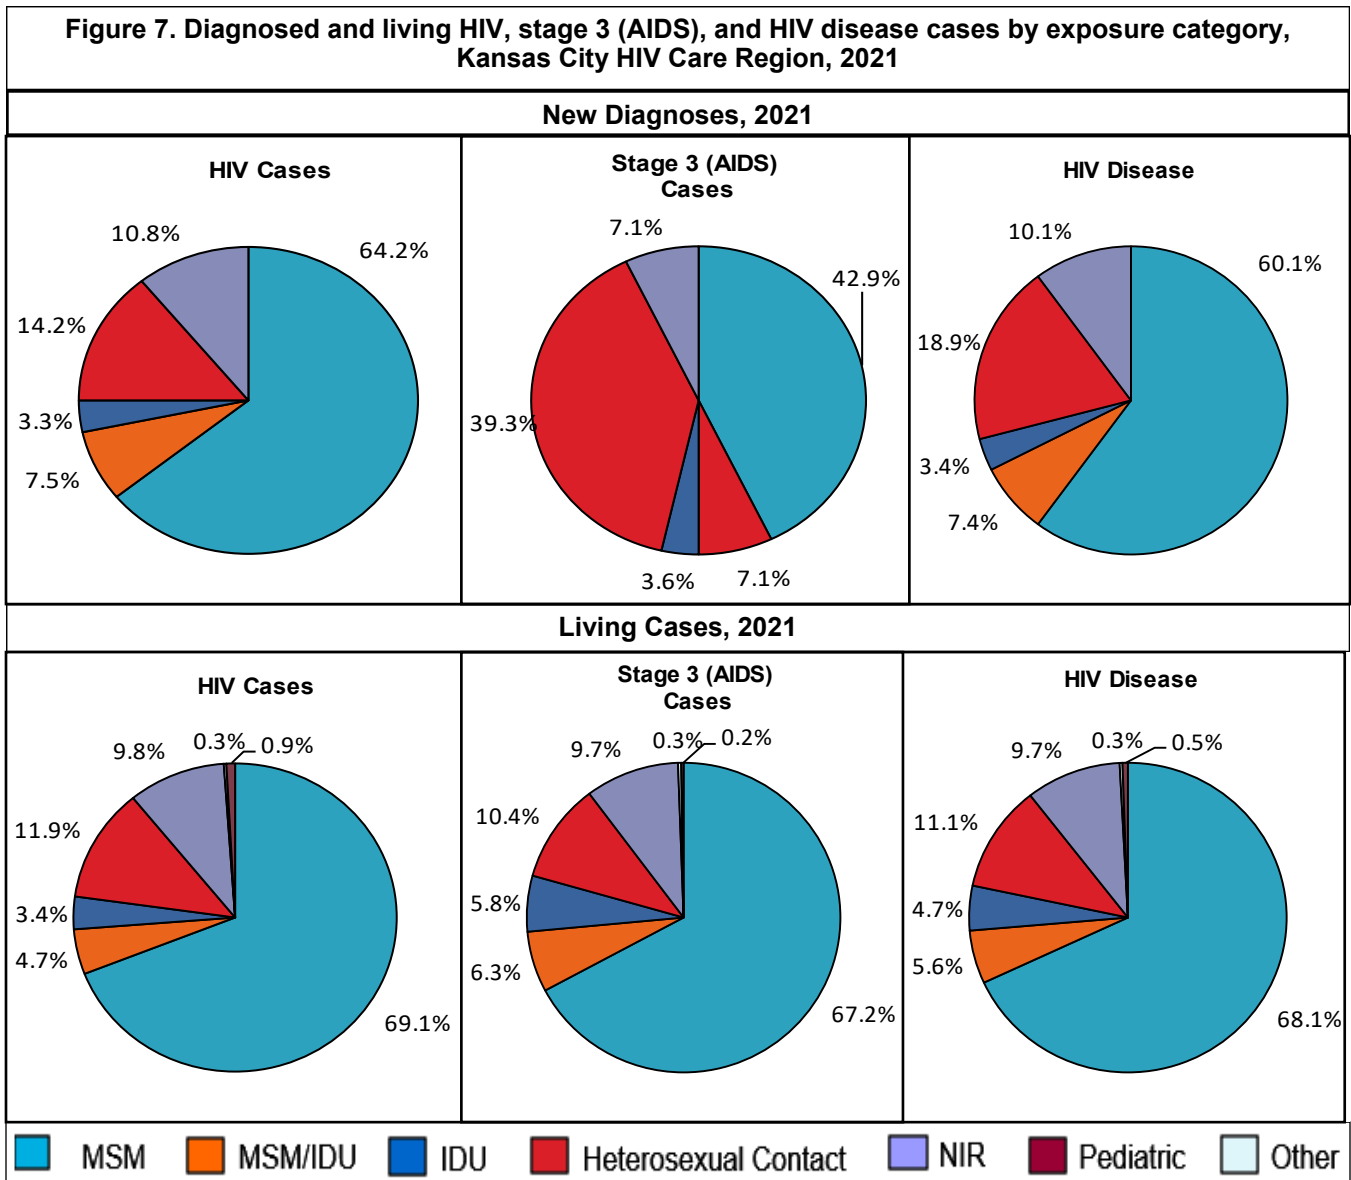 Figure 7. Diagnosed and living HIV, stage 3 (AIDS), and HIV disease cases by exposure category,
Kansas City HIV Care Region, 2021
New Diagnoses, 2021
HIV Cases
10.8%
64.2%
14.2%
3.3%
7.5%
Stage 3 (AIDS)
Cases
7.1%
42.9%
39.3%
3.6%
7.1%
HIV Disease
10.1%
60.1%
18.9%
3.4%
7.4%
Living Cases, 2021
HIV Cases
9.8%
0.3%
0.9%
11.9%
3.4%
4.7%
69.1%
Stage 3 (AIDS)
Cases
9.7%
0.3%
0.2%
10.4%
5.8%
6.3%
67.2%
HIV Disease
9.7%
0.3%
0.5%
11.1%
4.7%
5.6%
68.1%
MSM MSM/IDU IDU Heterosexual Contact NIR Pediatric Other